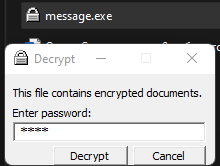 message.exe
Decrypt
This file contains encrypted documents.
Enter password:
****
Decrypt
Cancel